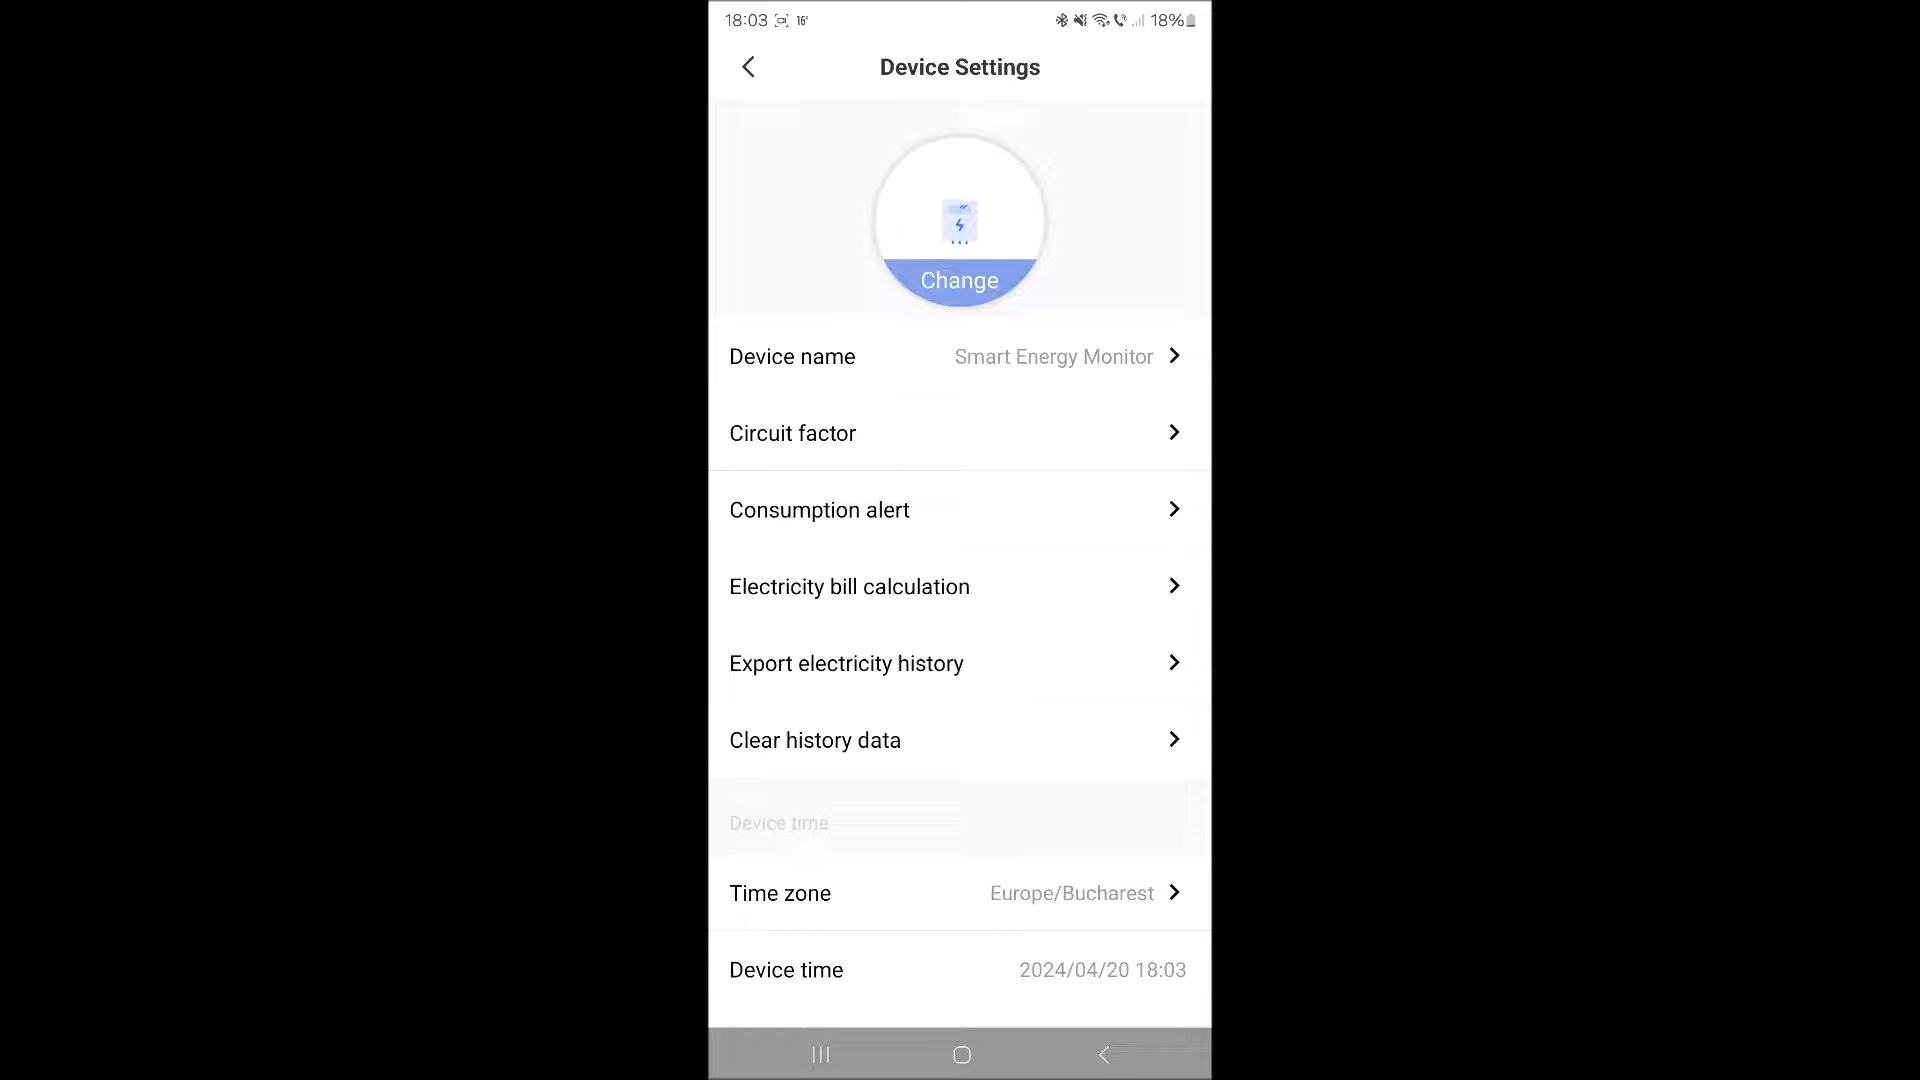 18:03 16°
18%
Device Settings
Change
Device name Smart Energy Monitor
Circuit factor
Consumption alert
Electricity bill calculation
Export electricity history
Clear history data
Device time
Time zone Europe/Bucharest
Device time 2024/04/20 18:03